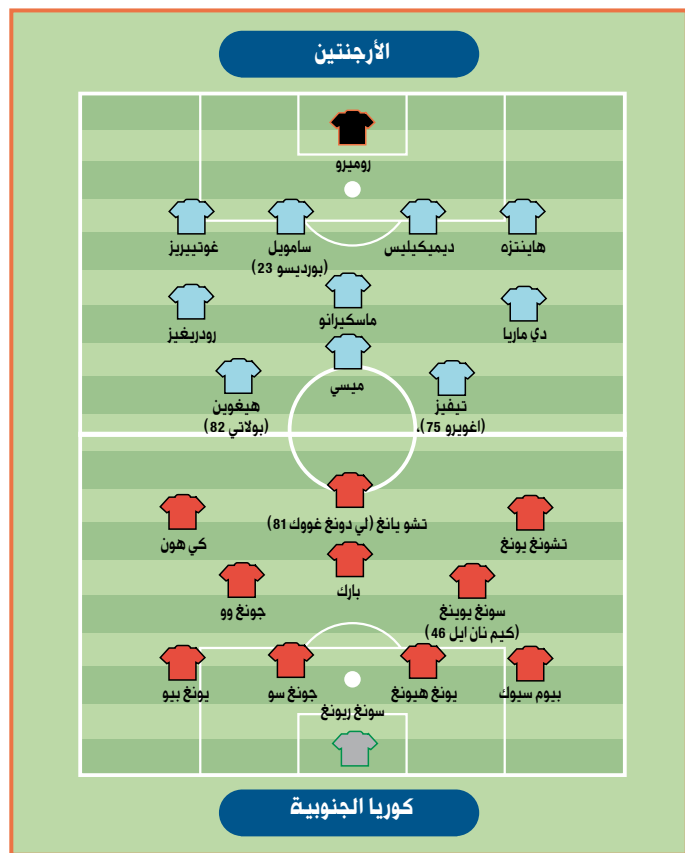 الأرجنتين
روميرو
هاينتزه
ديميكيليس
سامويل
(بورديسو 23)
غوتييريز
دي ماريا
ماسكيرانو
رودريغيز
ميسي
تيفيز
(اغويرو 75).
هيغوين
(بولاتي 82)
تشو يانغ (لي دونغ غووك 81)
تشونغ يونغ
كي هون
بارك
سونغ يوينغ
(كيم نان ايل 46)
جونغ وو
بيوم سيوك
يونغ هيونغ
جونغ سو
يونغ بيو
سونغ ريونغ
كوريا الجنوبية